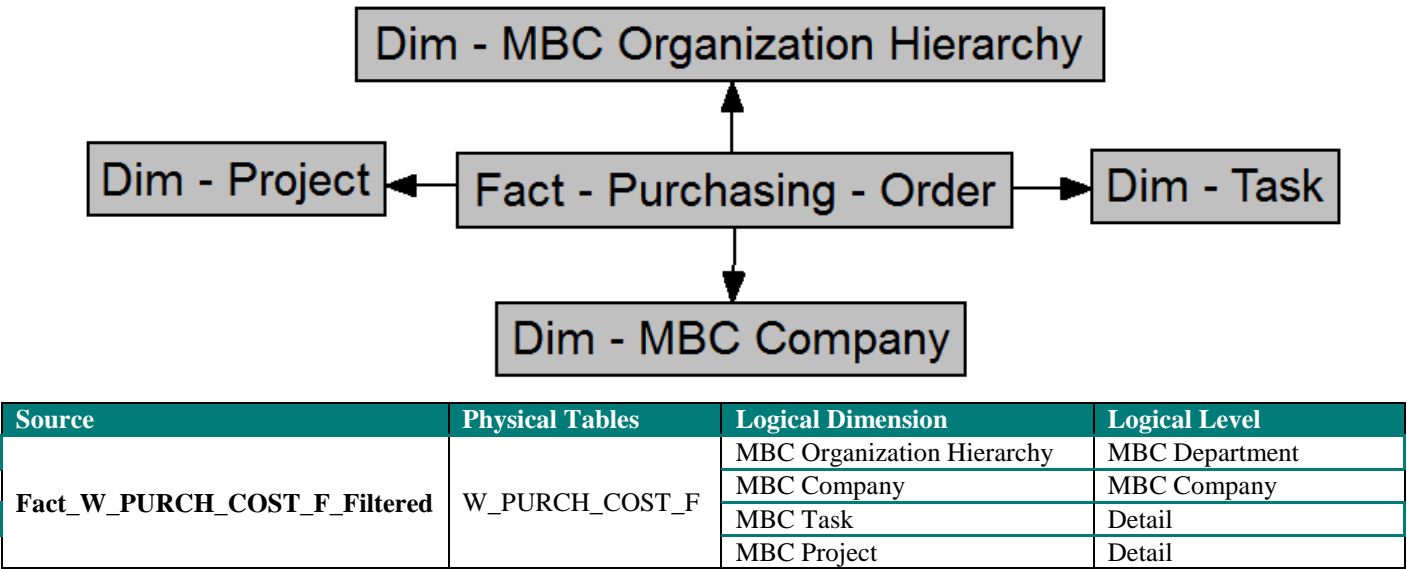 Dim - MBC Organization Hierarchy
Dim - Project
Fact - Purchasing - Order
Dim - Task
Dim - MBC Company
Source Physical Tables Logical Dimension Logical Level
Fact_W_PURCH_COST_F_Filtered W_PURCH_COST_F MBC Organization Hierarchy MBC Department
MBC Company MBC Company
MBC Task Detail
MBC Project Detail